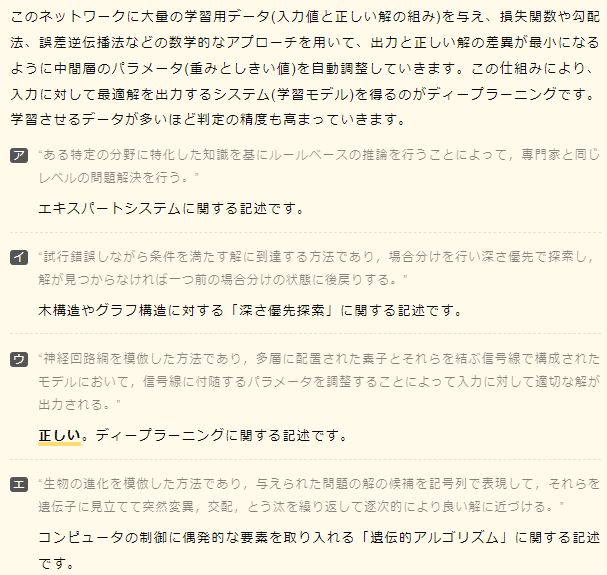 このネットワークに大量の学習用データ(入力値と正しい解の組み)を与え、損失関数や勾配
法、誤差逆伝播法などの数学的なアプローチを用いて、出力と正しい解の差異が最小になる
ように中間層のパラメータ(重みとしきい値)を自動調整していきます。この仕組みにより、
入力に対して最適解を出力するシステム(学習モデル)を得るのがディープラーニングです。
学習させるデータが多いほど判定の精度も高まっていきます。
ア “ある特定の分野に特化した知識を基にルールベースの推論を行うことによって，専門家と同じ
レベルの問題解決を行う。”
エキスパートシステムに関する記述です。
イ “試行錯誤しながら条件を満たす解に到達する方法であり，場合分けを行い深さ優先で探索し，
解が見つからなければ一つ前の場合分けの状態に後戻りする。”
木構造やグラフ構造に対する「深さ優先探索」に関する記述です。
ウ “神経回路網を模倣した方法であり，多層に配置された素子とそれらを結ぶ信号線で構成された
モデルにおいて，信号線に付随するパラメータを調整することによって入力に対して適切な解が
出力される。”
正しい。ディープラーニングに関する記述です。
エ “生物の進化を模倣した方法であり，与えられた問題の解の候補を記号列で表現して，それらを
遺伝子に見立てて突然変異，交配，とう汰を繰り返して逐次的により良い解に近づける。”
コンピュータの制御に偶発的な要素を取り入れる「遺伝的アルゴリズム」に関する記述
です。